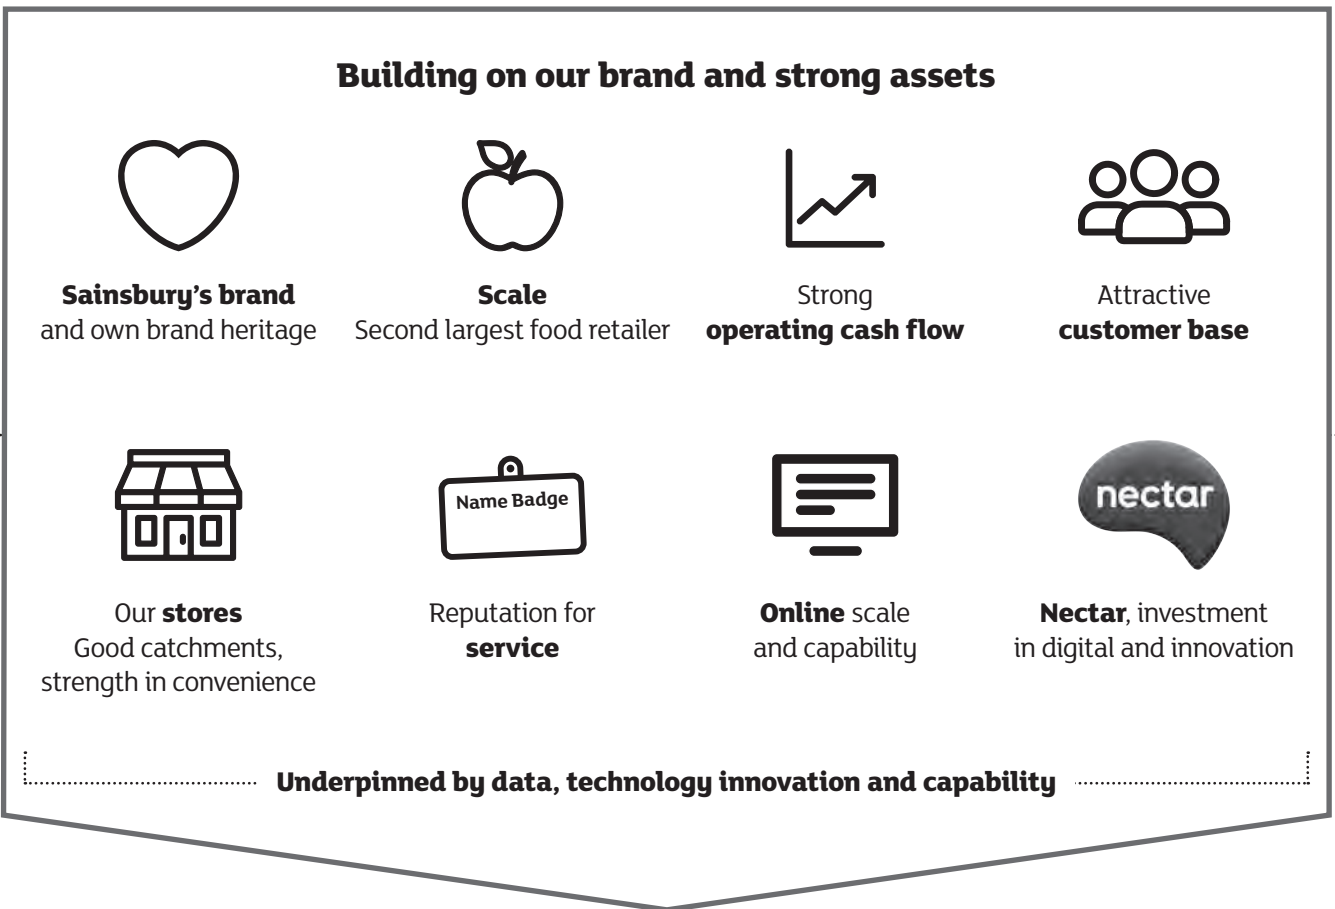 Building on our brand and strong assets
Sainsbury’s brand
and own brand heritage
Scale
Second largest food retailer
Strong
operating cash flow
Attractive
customer base
Our stores
Good catchments,
strength in convenience
Name Badge
Reputation for
service
Online scale
and capability
nectar
Nectar, investment
in digital and innovation
Underpinned by data, technology innovation and capability